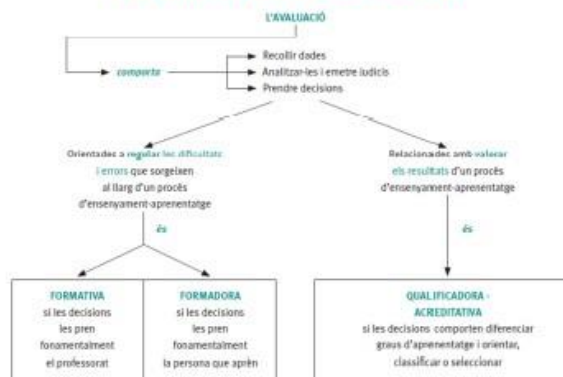 L'AVALUACIÓ
comporta
Recollir dades
Analitzar-les i emetre judicis
Prendre decisions
Orientades a regular les dificultats
i errors que sorgeixen
al llarg d'un procès
d'ensenyament-aprenentatge
Relacionades amb valorar
els resultats d'un procès
d'ensenyament-aprenentatge
és
és
FORMATIVA
si les decisions
les pren
fonamentalment
el professorat
FORMADORA
si les decisions
les pren
fonamentalment
la persona que aprèn
QUALIFICADORA -
ACREDITATIVA
si les decisions comporten diferenciar
graus d'aprenentatge i orientar,
classificar o seleccionar